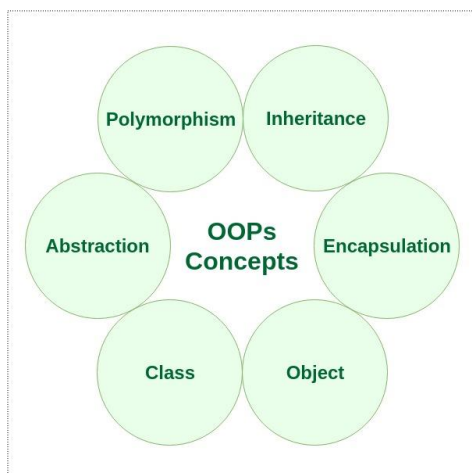 Polymorphism
Inheritance
Abstraction
OOPs
Concepts
Encapsulation
Class
Object